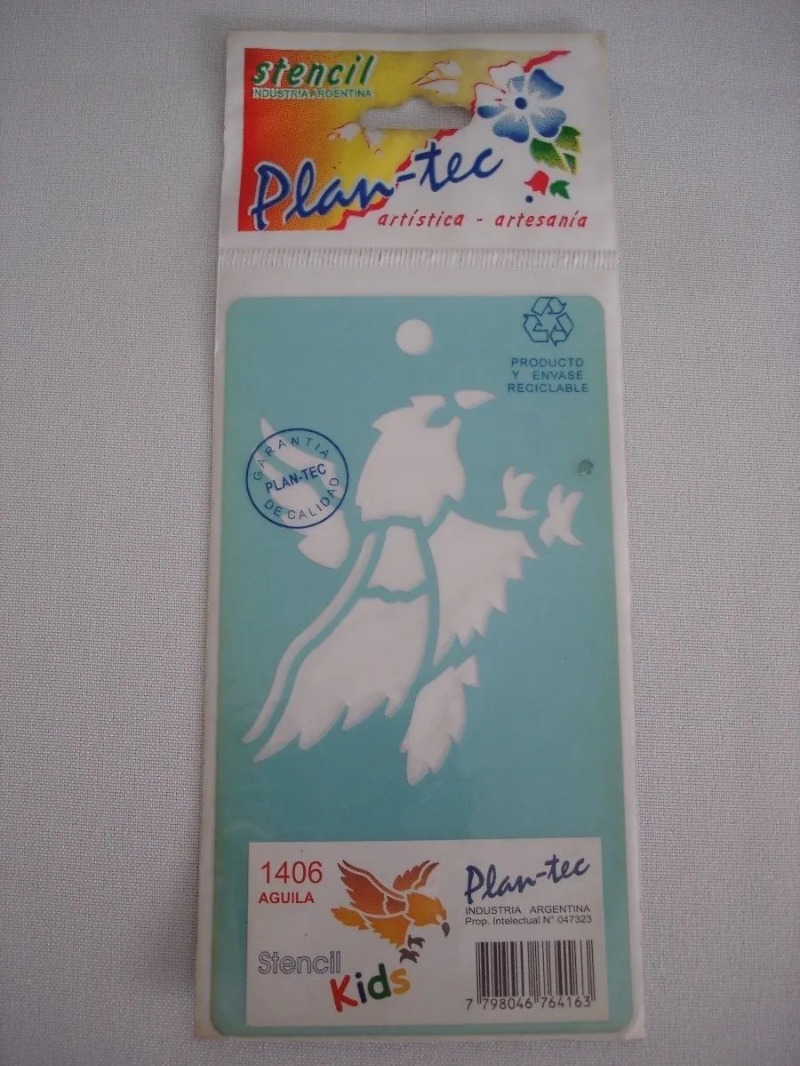 stencil
INDUSTRIA ARGENTINA
Plan-tec
artística - artesanía
PRODUCTO
Y ENVASE
RECICLABLE
GARANTIA
PLAN-TEC
DE CALIDAD
1406
AGUILA
Stencil
Kids
Plan-tec
INDUSTRIA ARGENTINA
Prop. Intelectual N° 047323
7 798046 764163